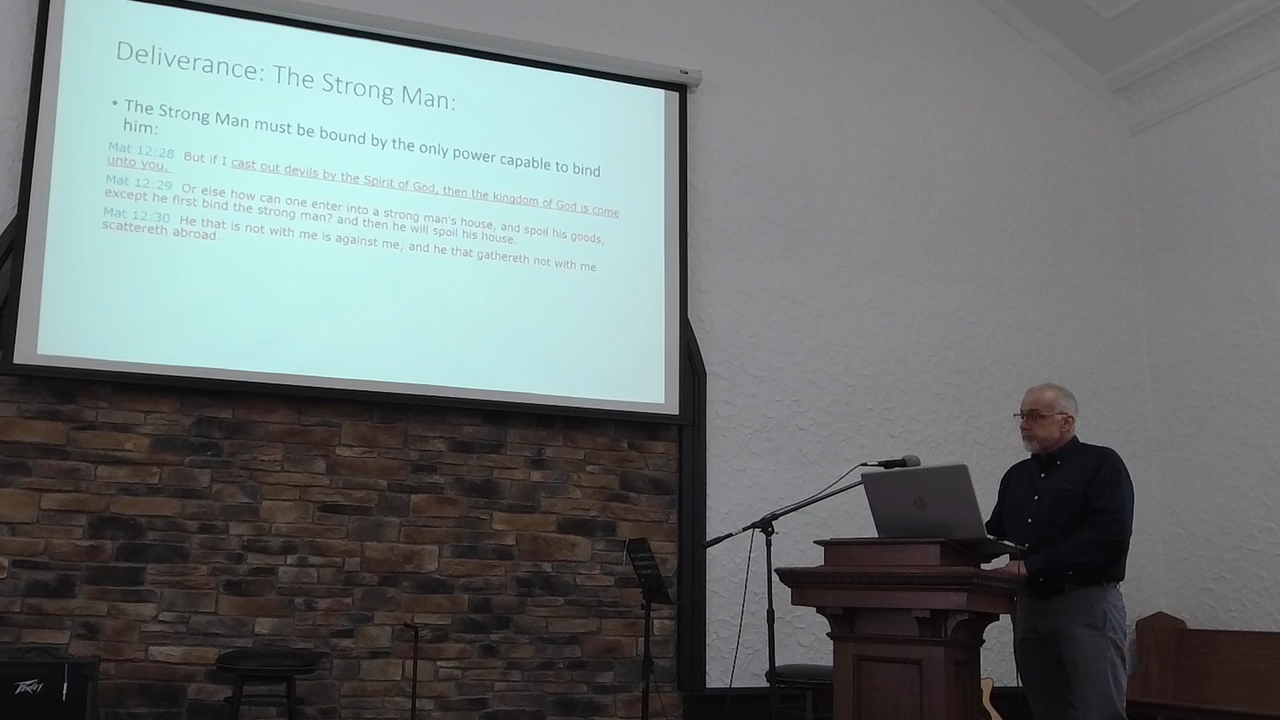 Deliverance: The Strong Man:
• The Strong Man must be bound by the only power capable to bind
him:
Mat 12:28 But if I cast out devils by the Spirit of God, then the kingdom of God is come
unto you.
Mat 12:29 Or else how can one enter into a strong man's house, and spoil his goods,
except he first bind the strong man? and then he will spoil his house.
Mat 12:30 He that is not with me is against me, and he that gathereth not with me
scattereth abroad.
PEAVEY
hp